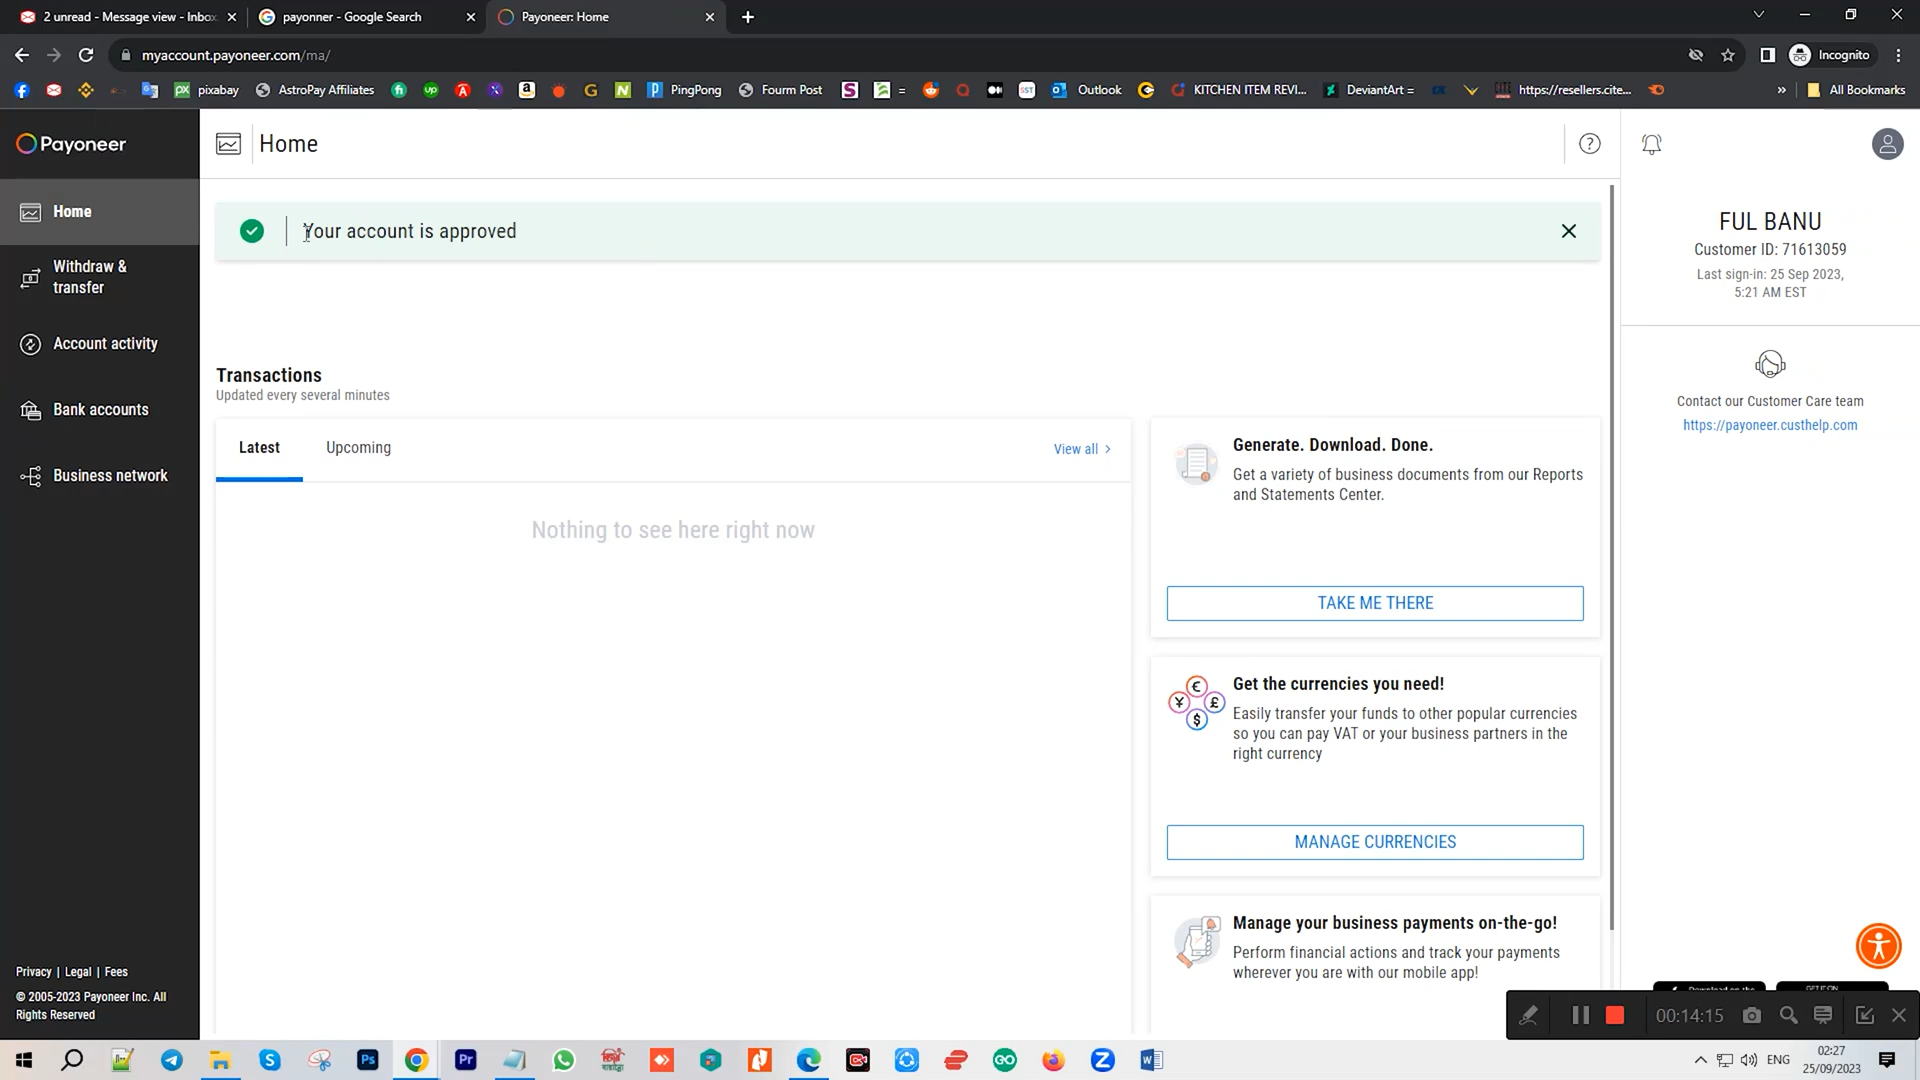 2 unread - Message view - Inbox
payonner - Google Search
Payoneer: Home
myaccount.payoneer.com/ma/
Incognito
pixabay
AstroPay Affiliates
PingPong
Fourm Post
Outlook
KITCHEN ITEM REVI...
DeviantArt =
https://resellers.cite...
All Bookmarks
Payoneer
Home
Withdraw &
transfer
Account activity
Bank accounts
Business network
Privacy | Legal | Fees
© 2005-2023 Payoneer Inc. All
Rights Reserved
Home
Your account is approved
Transactions
Updated every several minutes
Latest
Upcoming
View all >
Nothing to see here right now
Generate. Download. Done.
Get a variety of business documents from our Reports
and Statements Center.
TAKE ME THERE
Get the currencies you need!
Easily transfer your funds to other popular currencies
so you can pay VAT or your business partners in the
right currency
MANAGE CURRENCIES
Manage your business payments on-the-go!
Perform financial actions and track your payments
wherever you are with our mobile app!
FUL BANU
Customer ID: 71613059
Last sign-in: 25 Sep 2023,
5:21 AM EST
Contact our Customer Care team
https://payoneer.custhelp.com
00:14:15
ENG
02:27
25/09/2023